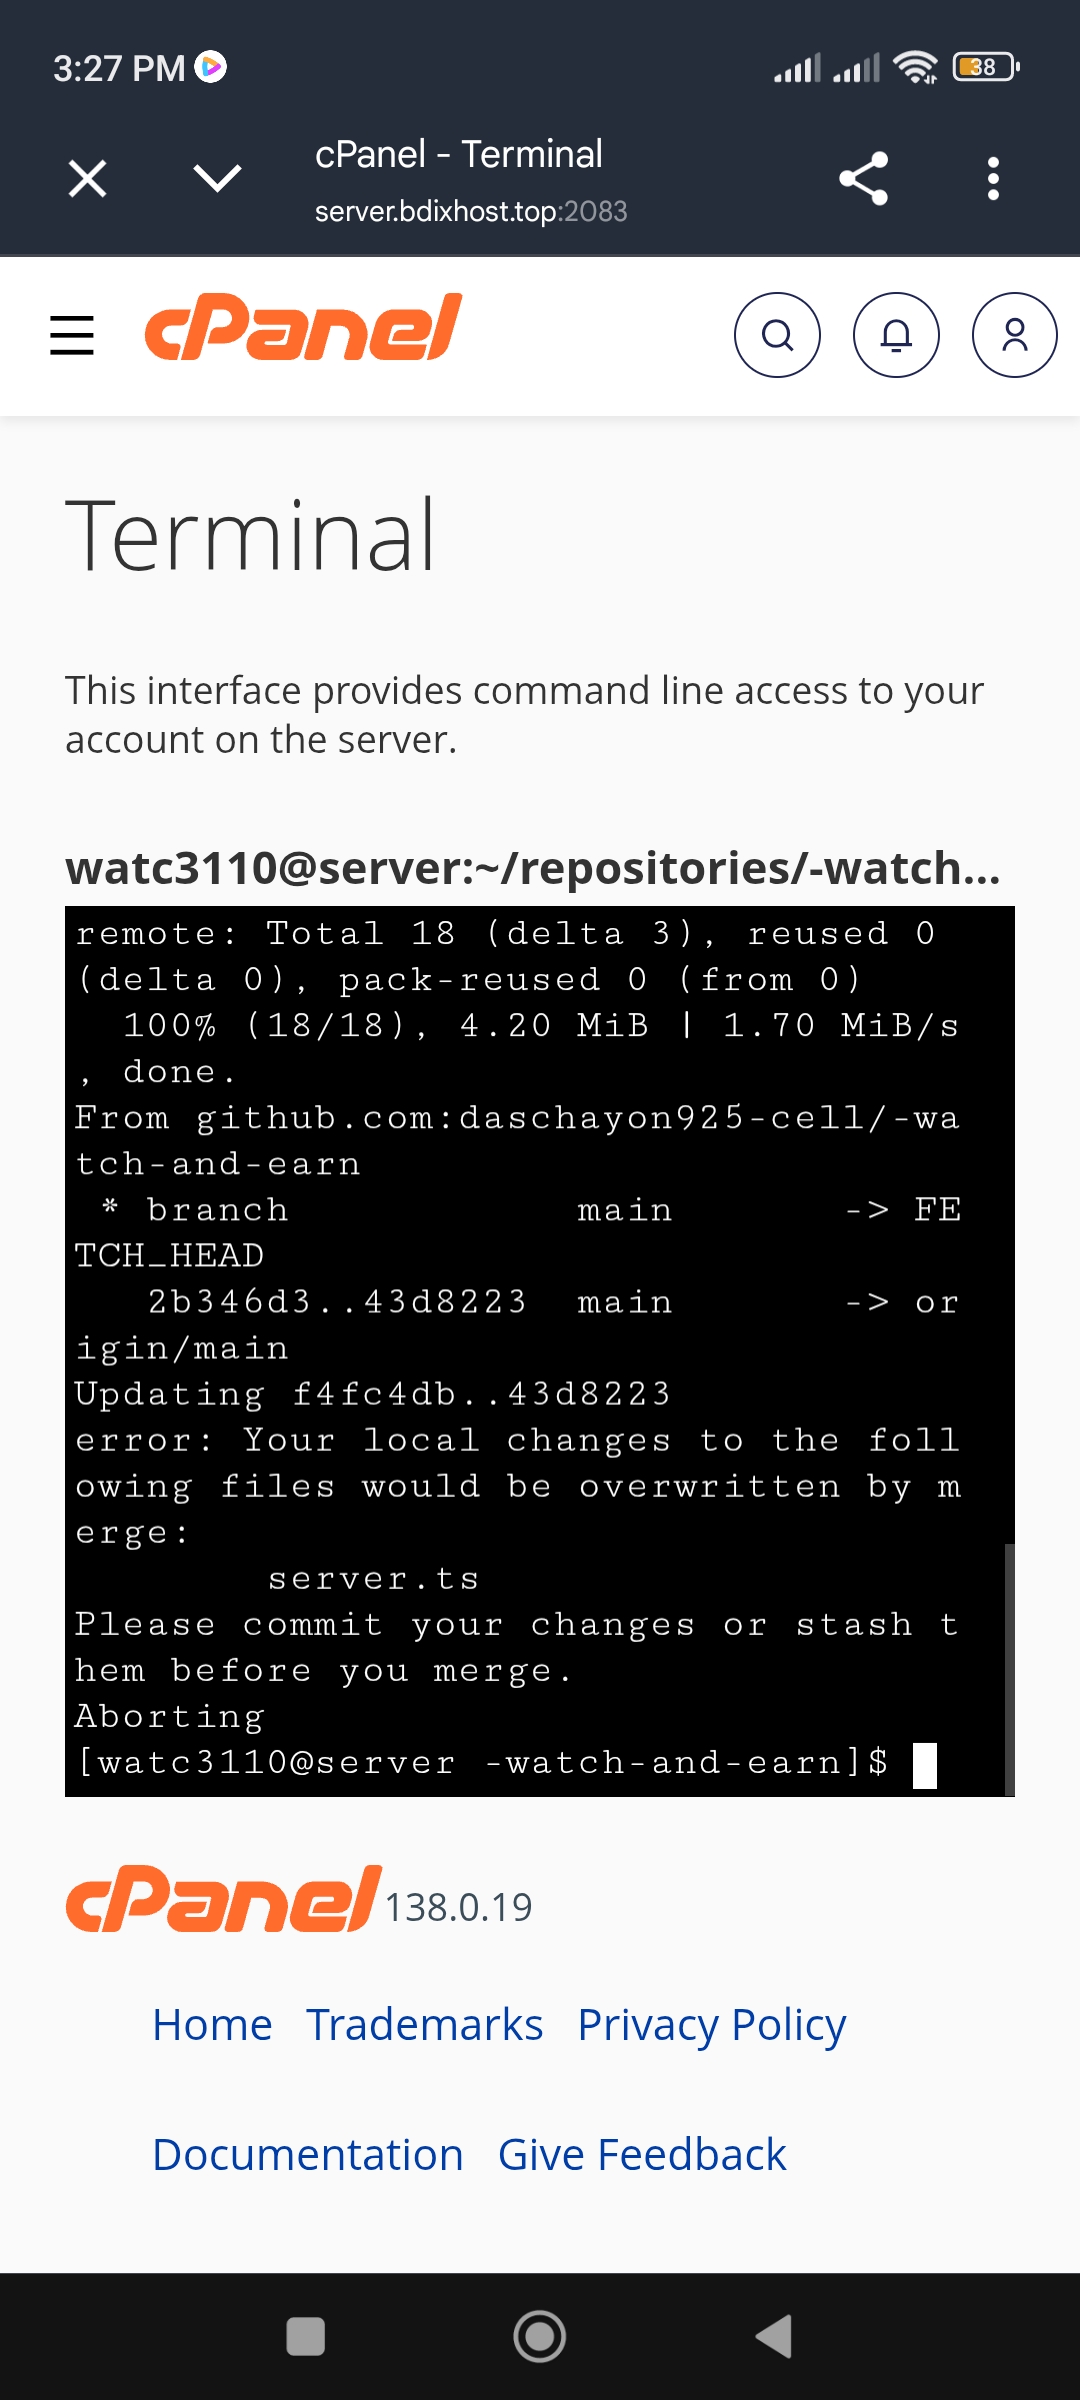 3:27 PM
38
cPanel - Terminal
server.bdixhost.top:2083
cPanel
Terminal
This interface provides command line access to your
account on the server.
watc3110@server:~/repositories/-watch...
remote: Total 18 (delta 3), reused 0
(delta 0), pack-reused 0 (from 0)
  100% (18/18), 4.20 MiB | 1.70 MiB/s
, done.
From github.com:daschayon925-cell/-wa
tch-and-earn
 * branch            main       -> FE
TCH_HEAD
   2b346d3..43d8223  main       -> or
igin/main
Updating f4fc4db..43d8223
error: Your local changes to the foll
owing files would be overwritten by m
erge:
        server.ts
Please commit your changes or stash t
hem before you merge.
Aborting
[watc3110@server -watch-and-earn]$
cPanel 138.0.19
Home Trademarks Privacy Policy
Documentation Give Feedback